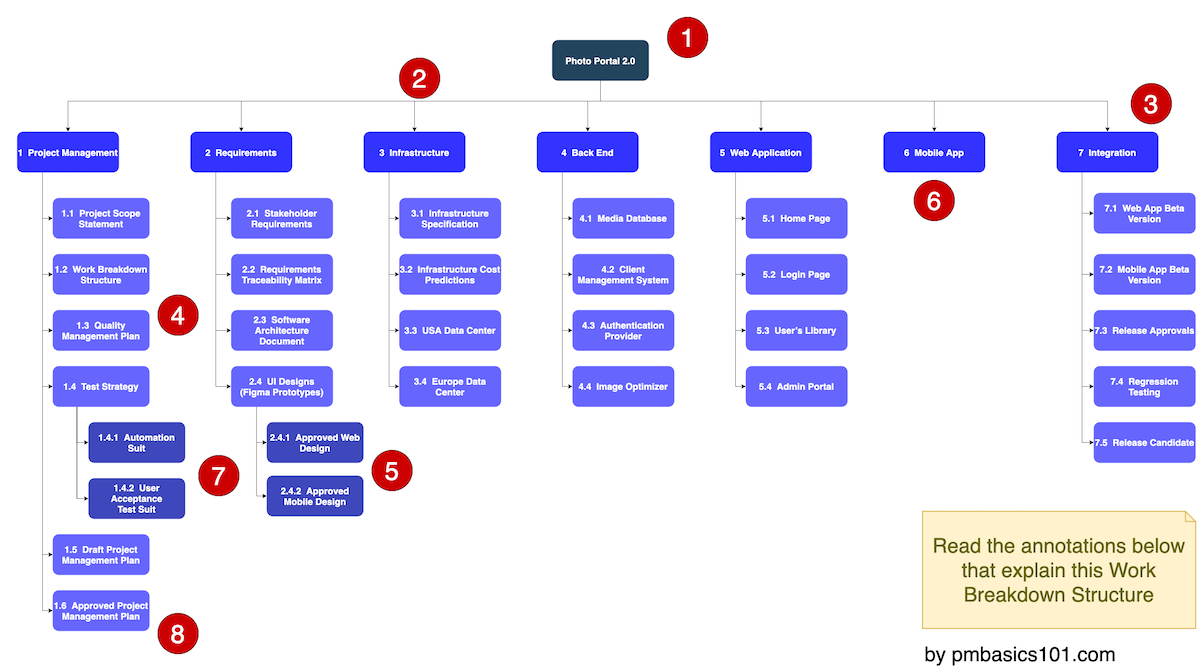 1
Photo Portal 2.0
2
3
1 Project Management
2 Requirements
3 Infrastructure
4 Back End
5 Web Application
6 Mobile App
7 Integration
6
1.1 Project Scope
Statement
1.2 Work Breakdown
Structure
1.3 Quality
Management Plan
4
1.4 Test Strategy
1.4.1 Automation
Suit
1.4.2 User
Acceptance
Test Suit
7
1.5 Draft Project
Management Plan
1.6 Approved Project
Management Plan
8
2.1 Stakeholder
Requirements
2.2 Requirements
Traceability Matrix
2.3 Software
Architecture
Document
2.4 UI Designs
(Figma Prototypes)
2.4.1 Approved Web
Design
2.4.2 Approved
Mobile Design
5
3.1 Infrastructure
Specification
3.2 Infrastructure Cost
Predictions
3.3 USA Data Center
3.4 Europe Data
Center
4.1 Media Database
4.2 Client
Management System
4.3 Authentication
Provider
4.4 Image Optimizer
5.1 Home Page
5.2 Login Page
5.3 User's Library
5.4 Admin Portal
7.1 Web App Beta
Version
7.2 Mobile App Beta
Version
7.3 Release Approvals
7.4 Regression
Testing
7.5 Release Candidate
Read the annotations below
that explain this Work
Breakdown Structure
by pmbasics101.com